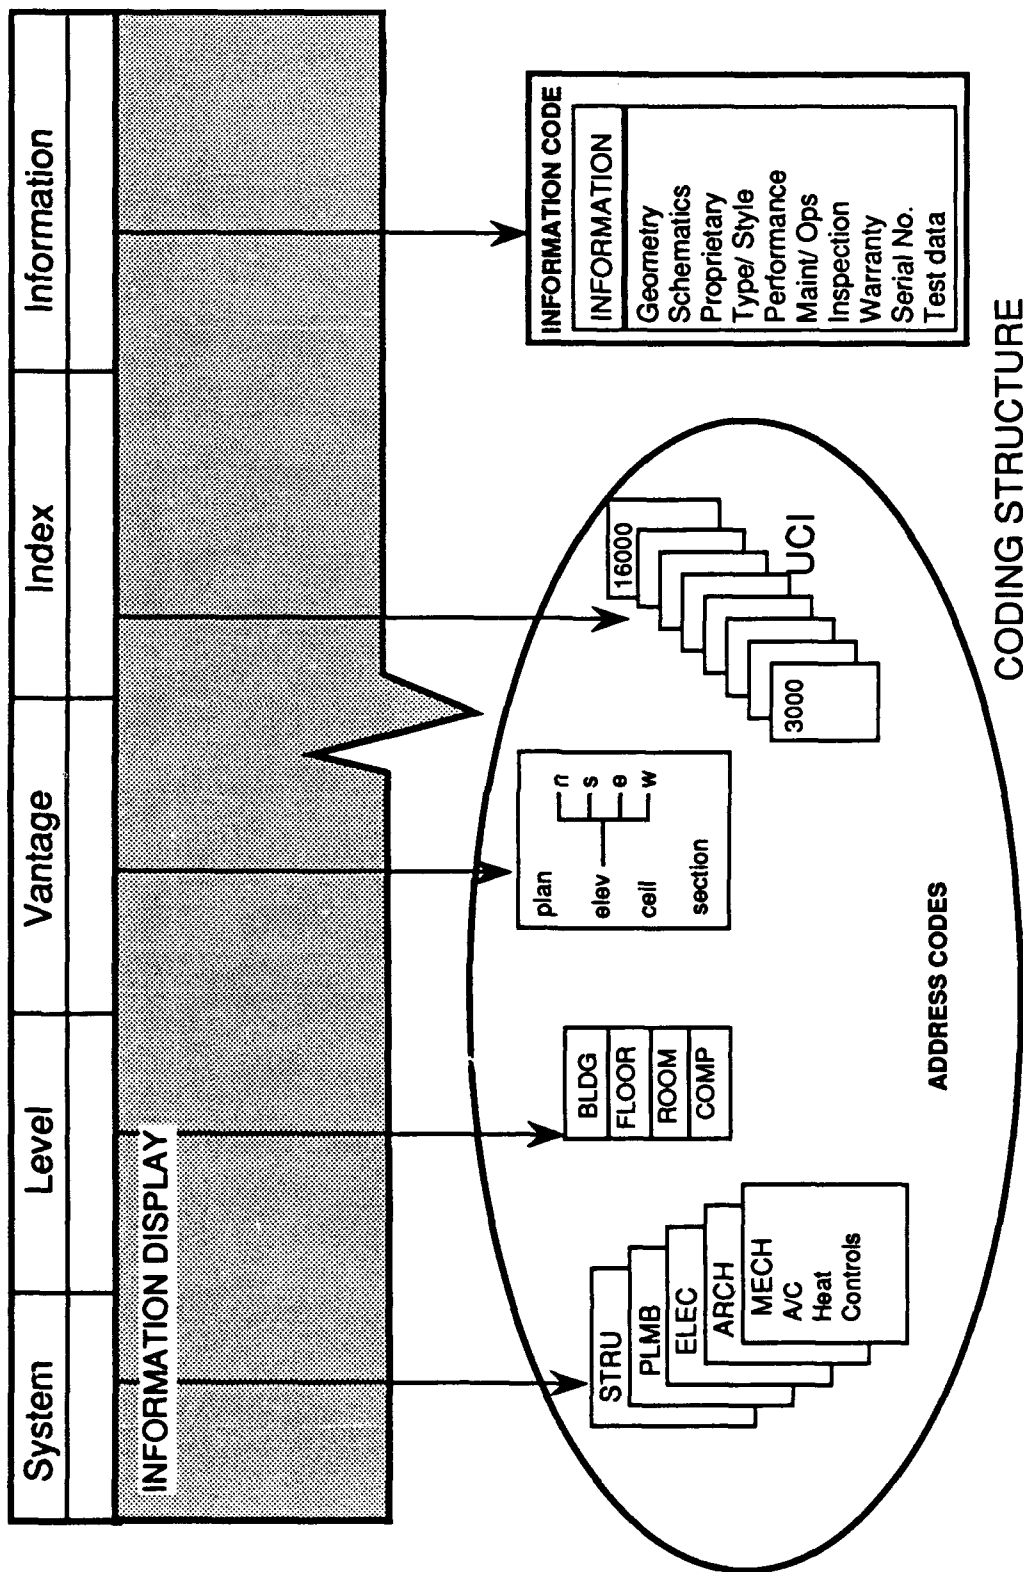 System Level Vantage Index Information
INFORMATION DISPLAY
STRU
PLMB
ELEC
ARCH
MECH
A/C
Heat
Controls
BLDG
FLOOR
ROOM
COMP
plan
elev
n
s
e
w
ceil
section
16000
3000
UCI
ADDRESS CODES
INFORMATION CODE
INFORMATION
Geometry
Schematics
Proprietary
Type/ Style
Performance
Maint/ Ops
Inspection
Warranty
Serial No.
Test data
CODING STRUCTURE